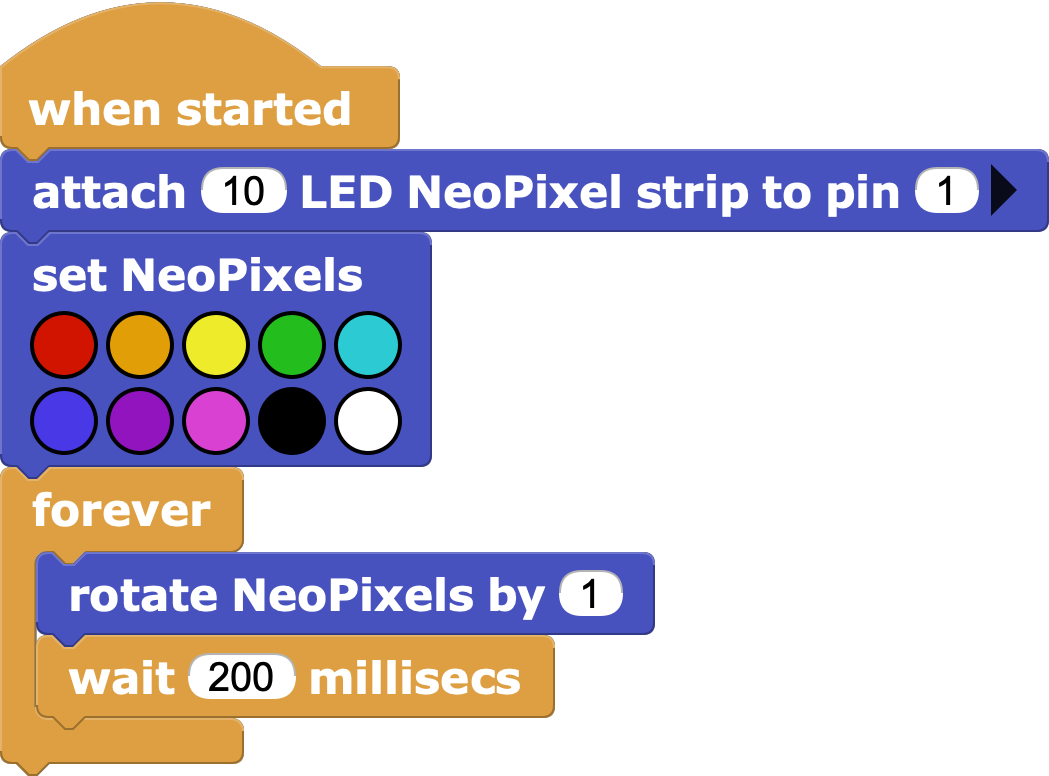 when started
attach 10 LED NeoPixel strip to pin 1
set NeoPixels
forever
rotate NeoPixels by 1
wait 200 millisecs